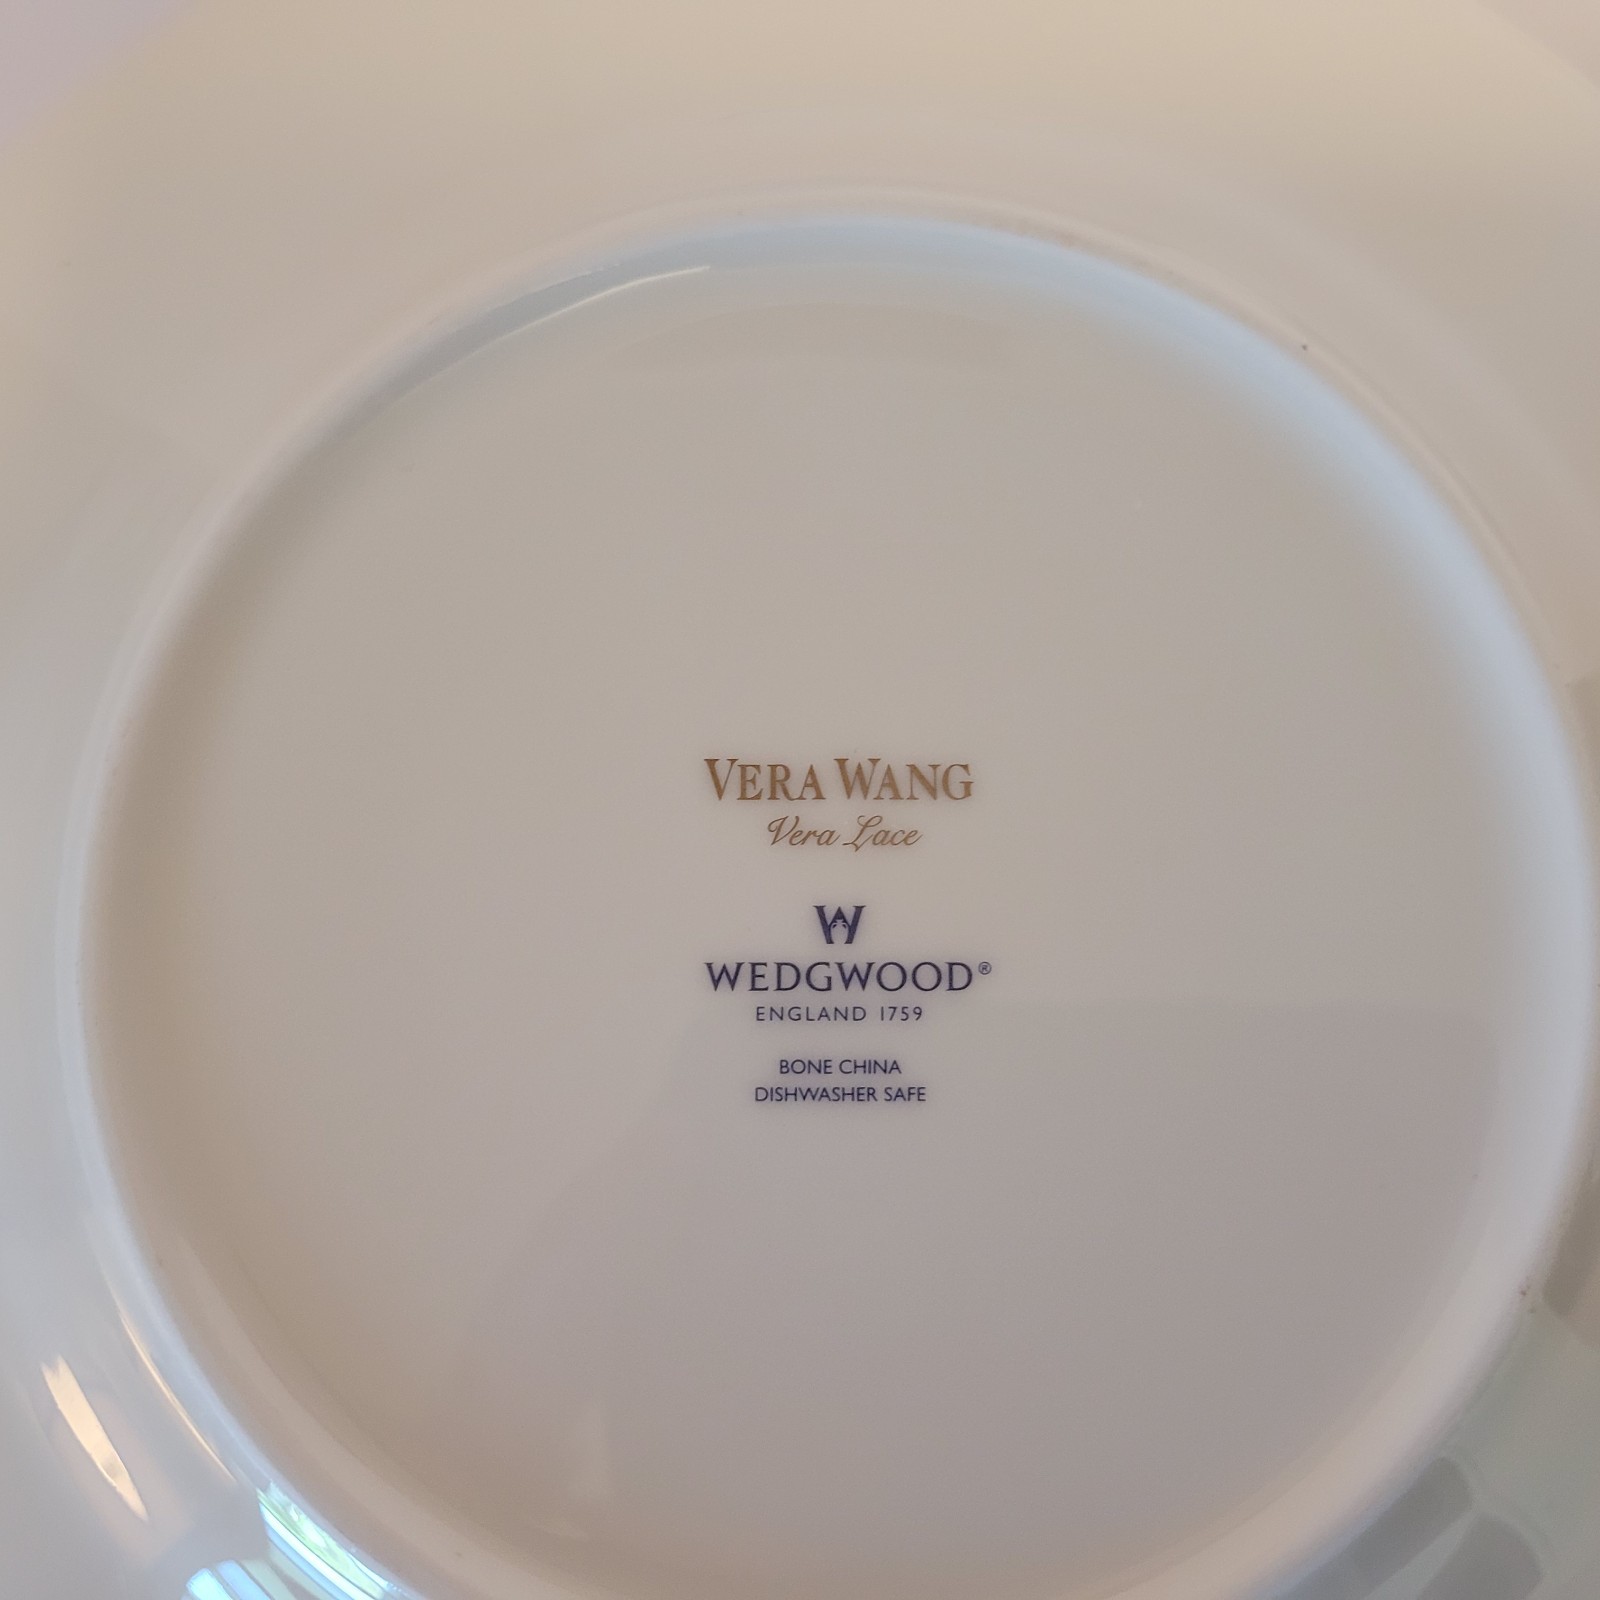 VERA WANG
Vera Lace
W
WEDGWOOD®
ENGLAND 1759
BONE CHINA
DISHWASHER SAFE